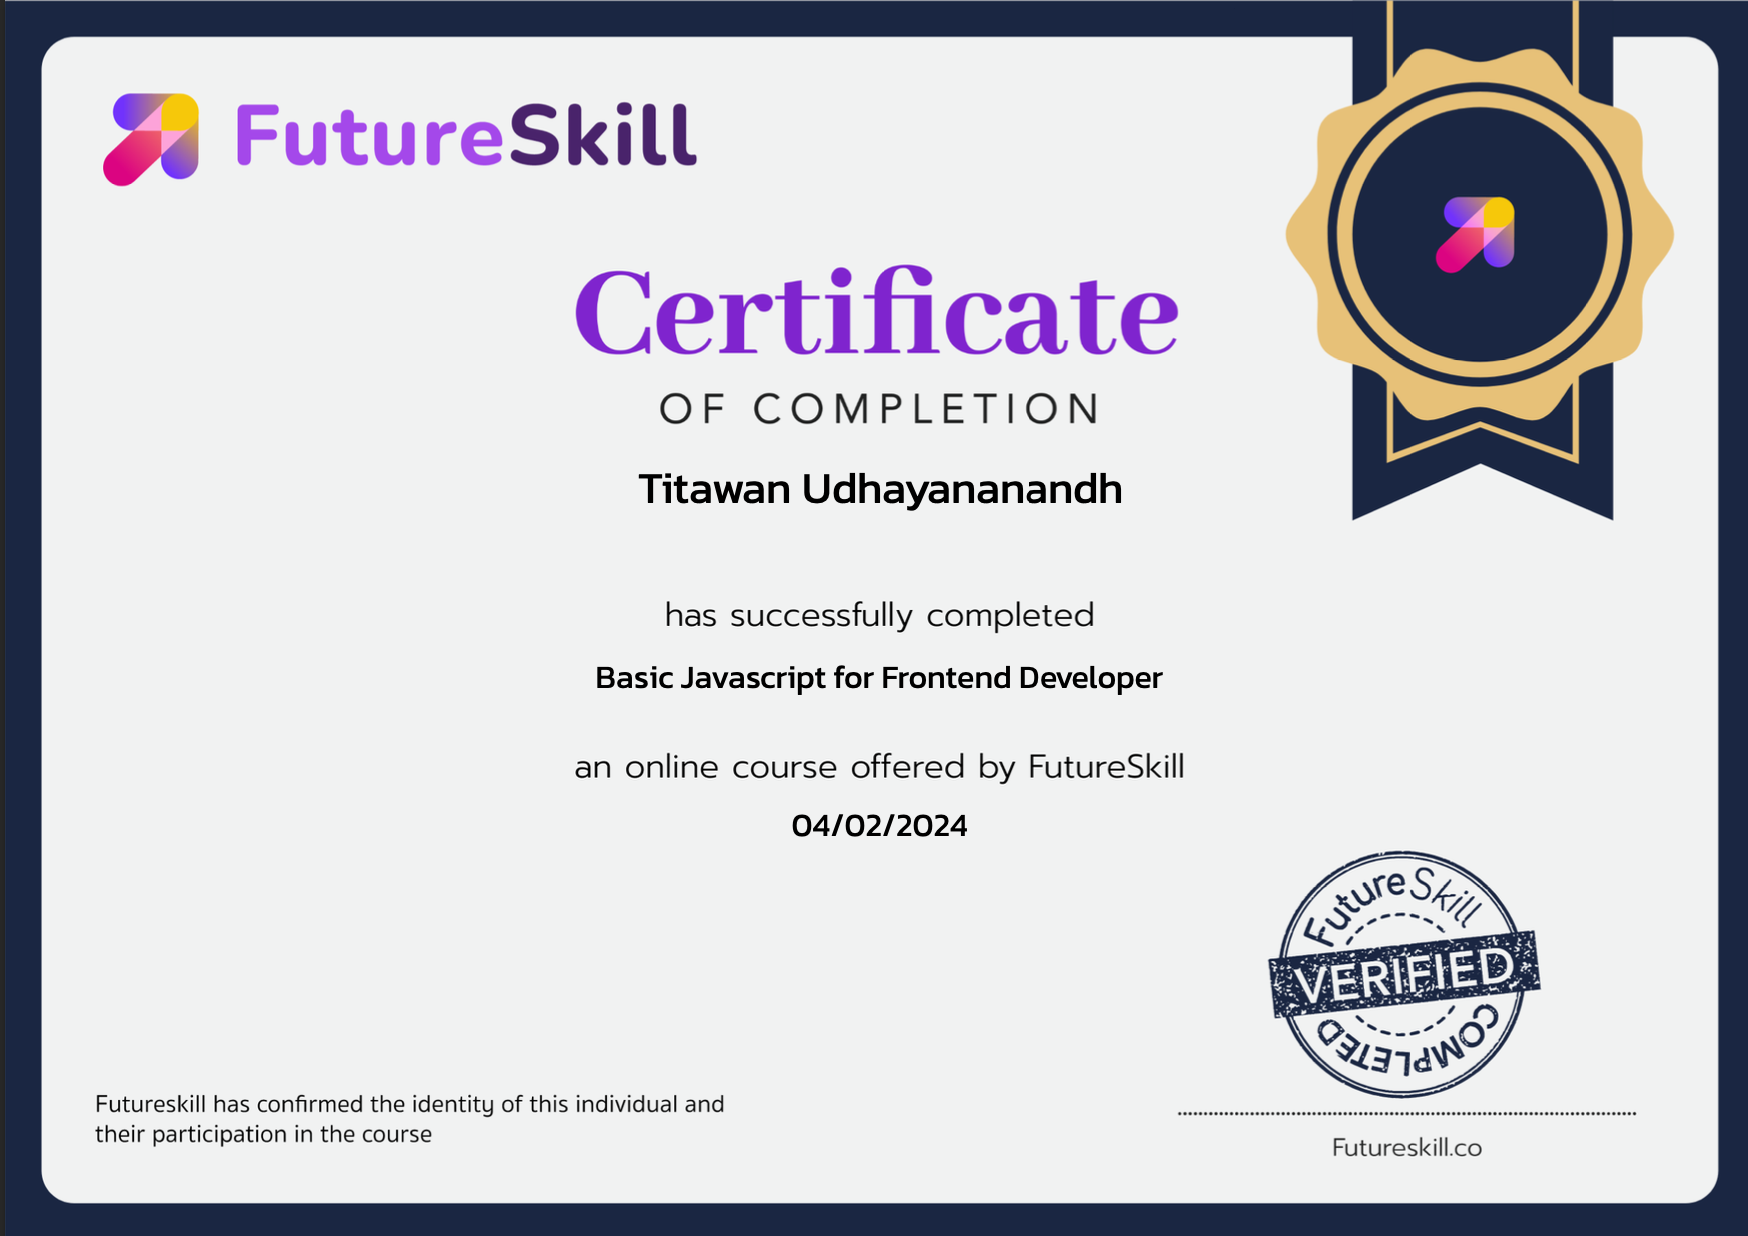 FutureSkill
Certificate
OF COMPLETION
Titawan Udhayananandh
has successfully completed
Basic Javascript for Frontend Developer
an online course offered by FutureSkill
04/02/2024
FutureSkill
VERIFIED
COMPLETED
Futureskill has confirmed the identity of this individual and
their participation in the course
Futureskill.co